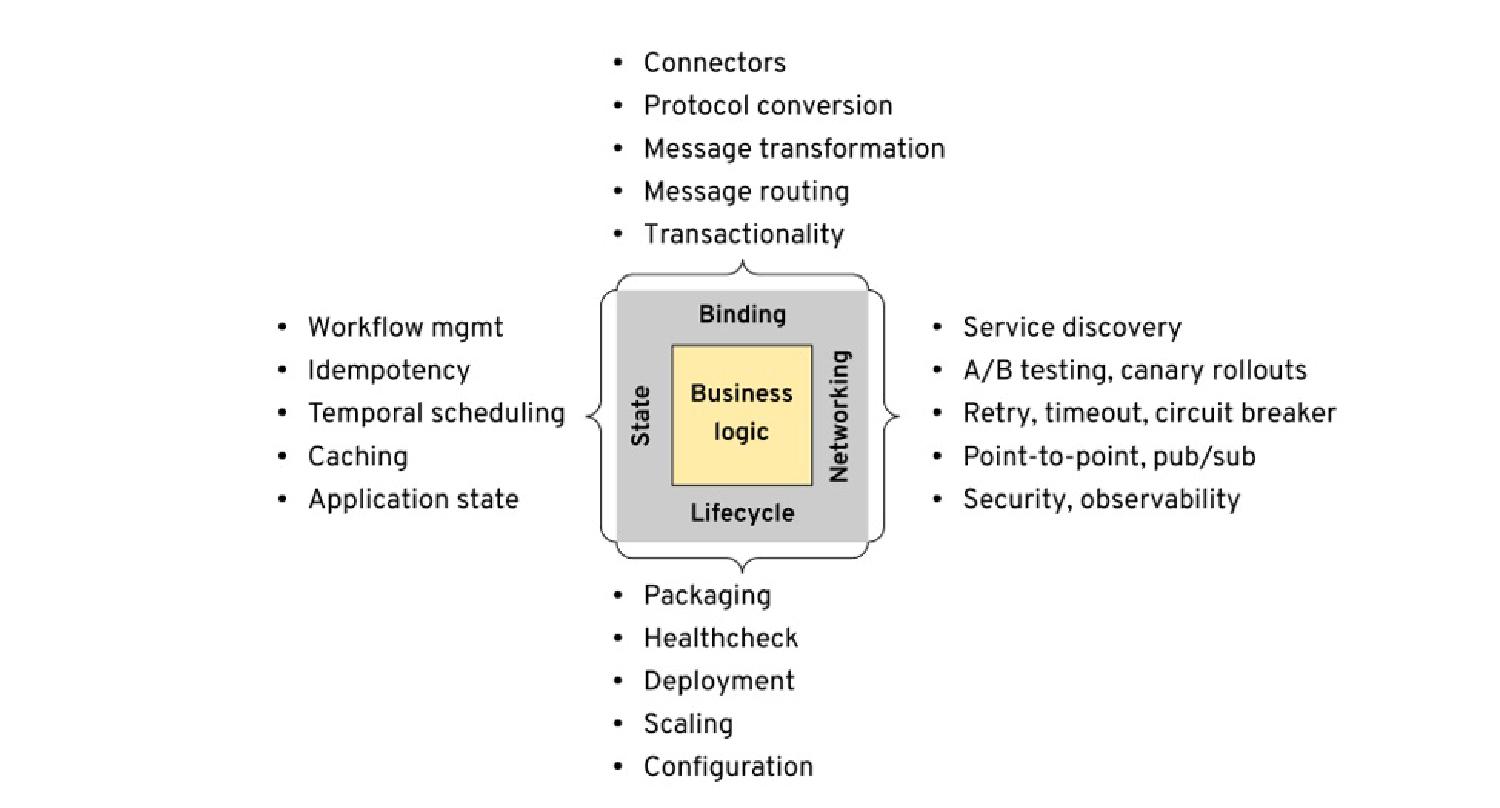 • Connectors
• Protocol conversion
• Message transformation
• Message routing
• Transactionality
• Workflow mgmt
• Idempotency
• Temporal scheduling
• Caching
• Application state
Binding
State
Business
logic
Networking
Lifecycle
• Service discovery
• A/B testing, canary rollouts
• Retry, timeout, circuit breaker
• Point-to-point, pub/sub
• Security, observability
• Packaging
• Healthcheck
• Deployment
• Scaling
• Configuration